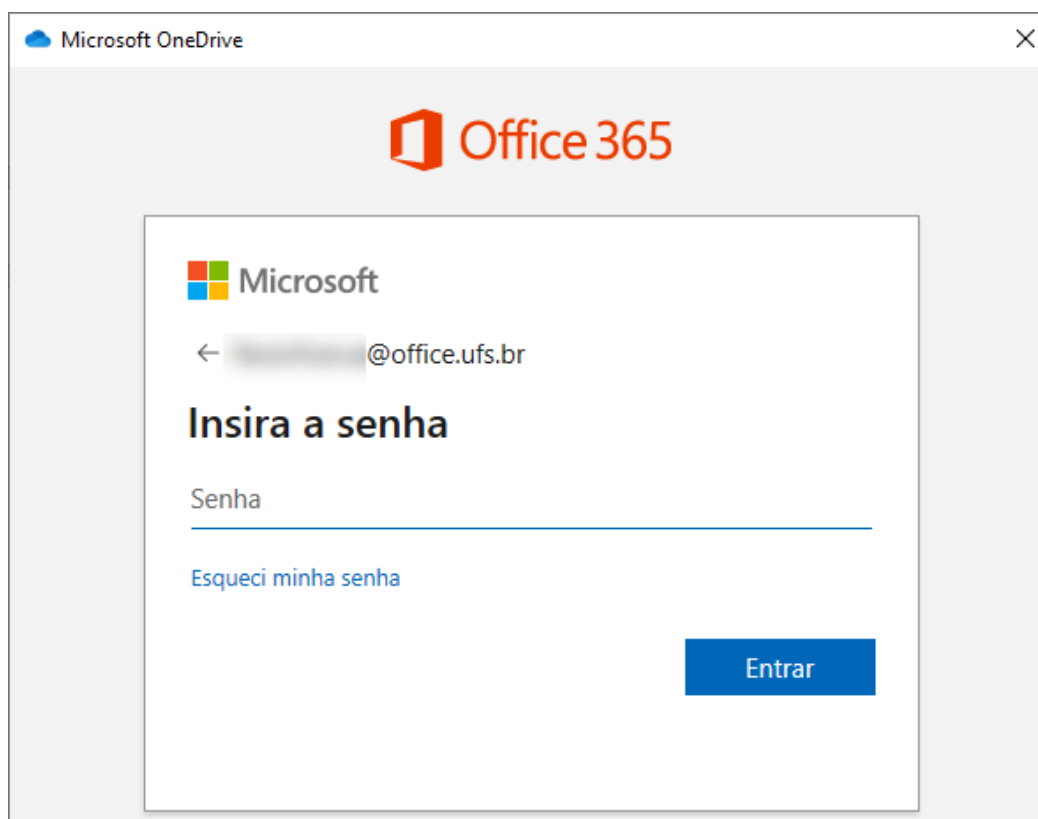 Microsoft OneDrive
Office 365
Microsoft
@office.ufs.br
Insira a senha
Senha
Esqueci minha senha
Entrar